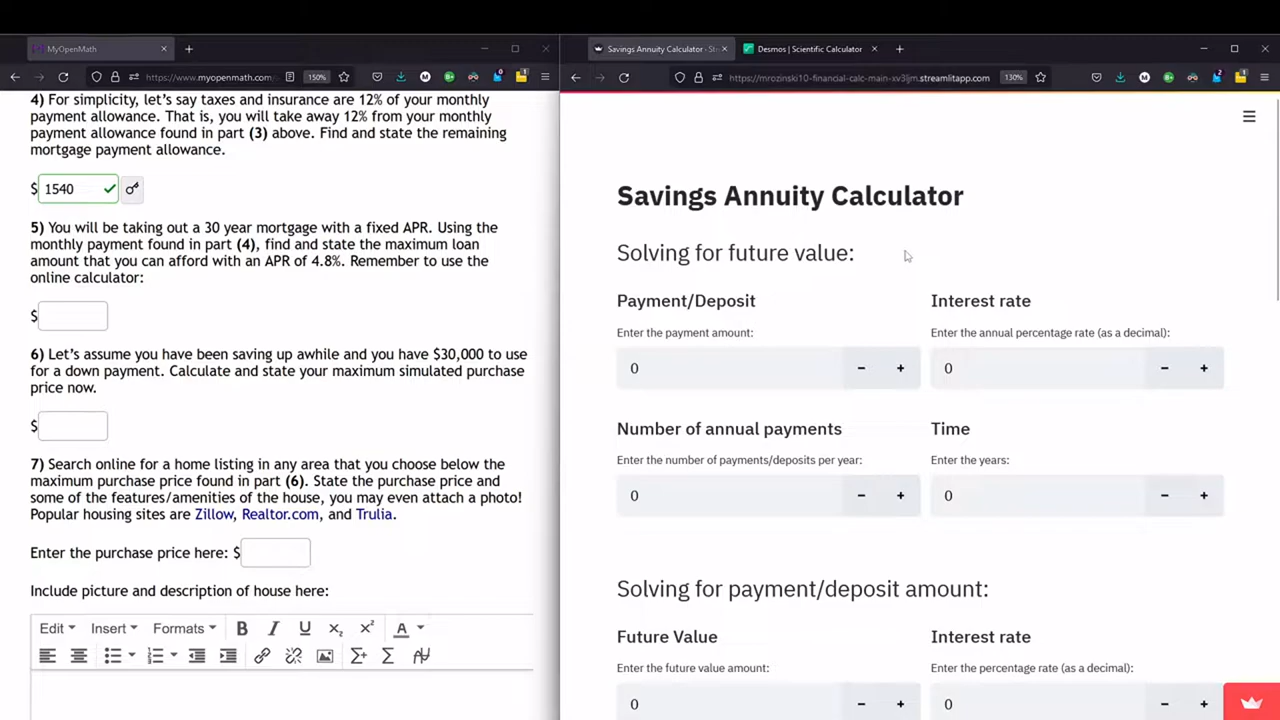 MyOpenMath
https://www.myopenmath.com
150%
4) For simplicity, let's say taxes and insurance are 12% of your monthly
payment allowance. That is, you will take away 12% from your monthly
payment allowance found in part (3) above. Find and state the remaining
mortgage payment allowance.
$ 1540
5) You will be taking out a 30 year mortgage with a fixed APR. Using the
monthly payment found in part (4), find and state the maximum loan
amount that you can afford with an APR of 4.8%. Remember to use the
online calculator:
$
6) Let's assume you have been saving up awhile and you have $30,000 to use
for a down payment. Calculate and state your maximum simulated purchase
price now.
$
7) Search online for a home listing in any area that you choose below the
maximum purchase price found in part (6). State the purchase price and
some of the features/amenities of the house, you may even attach a photo!
Popular housing sites are Zillow, Realtor.com, and Trulia.
Enter the purchase price here: $
Include picture and description of house here:
Edit Insert Formats B I U x₂ x² A
Savings Annuity Calculator · Str
Desmos | Scientific Calculator
https://mrozinski10-financial-calc-main-xv3ljm.streamlitapp.com
130%
Savings Annuity Calculator
Solving for future value:
Payment/Deposit Interest rate
Enter the payment amount: Enter the annual percentage rate (as a decimal):
0 - + 0 - +
Number of annual payments Time
Enter the number of payments/deposits per year: Enter the years:
0 - + 0 - +
Solving for payment/deposit amount:
Future Value Interest rate
Enter the future value amount: Enter the percentage rate (as a decimal):
0 - + 0 - +